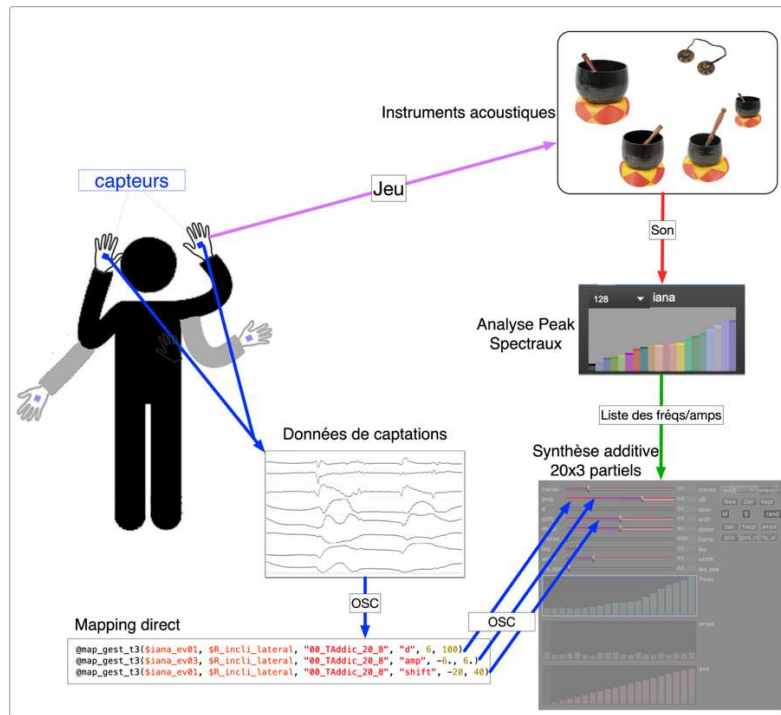 Instruments acoustiques
capteurs
Jeu
Son
128
iana
Analyse Peak
Spectraux
Liste des fréqs/amps
Données de captations
Synthèse additive
20x3 partiels
OSC
Mapping direct
OSC
@map_gest_t3($iana_ev01, $R_incli_lateral, "00_TAddic_20_8", "d", 6, 100)
@map_gest_t3($iana_ev03, $R_incli_lateral, "00_TAddic_20_8", "amp", -6., 6.)
@map_gest_t3($iana_ev01, $R_incli_lateral, "00_TAddic_20_8", "shift", -20, 40)